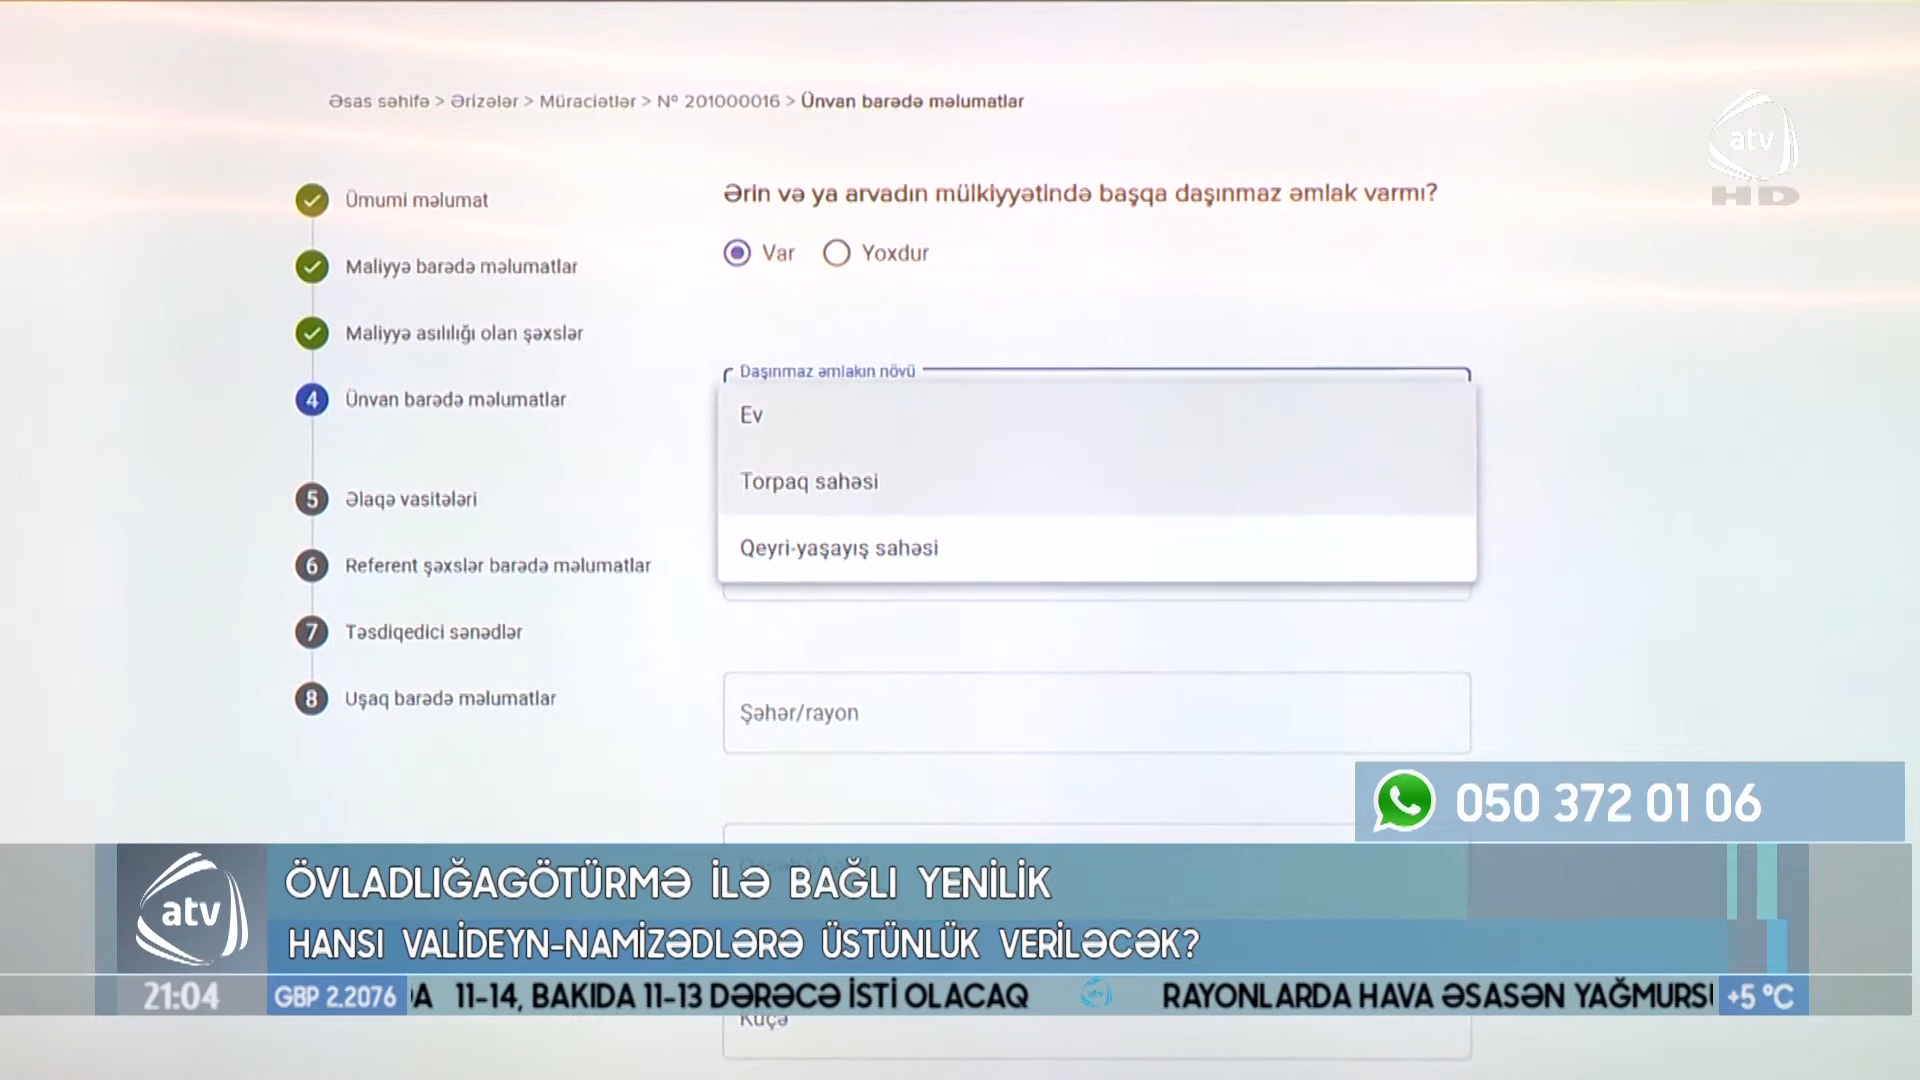 Əsas səhifə > Ərizələr > Müraciətlər > Nº 201000016 > Ünvan barədə məlumatlar
atv
HD
Ümumi məlumat
Maliyyə barədə məlumatlar
Maliyyə asılılığı olan şəxslər
4 Ünvan barədə məlumatlar
5 Əlaqə vasitələri
6 Referent şəxslər barədə məlumatlar
7 Təsdiqedici sənədlər
8 Uşaq barədə məlumatlar
Ərin və ya arvadın mülkiyyətində başqa daşınmaz əmlak varmı?
Var Yoxdur
Daşınmaz əmlakın növü
Ev
Torpaq sahəsi
Qeyri-yaşayış sahəsi
Şəhər/rayon
050 372 01 06
atv
ÖVLADLIĞAGÖTÜRMƏ İLƏ BAĞLI YENİLİK
HANSI VALİDEYN-NAMİZƏDLƏRƏ ÜSTÜNLÜK VERİLƏCƏK?
21:04 GBP 2.2076 11-14, BAKIDA 11-13 DƏRƏCƏ İSTİ OLACAQ atv RAYONLARDA HAVA ƏSASƏN +5 °C
Küçə